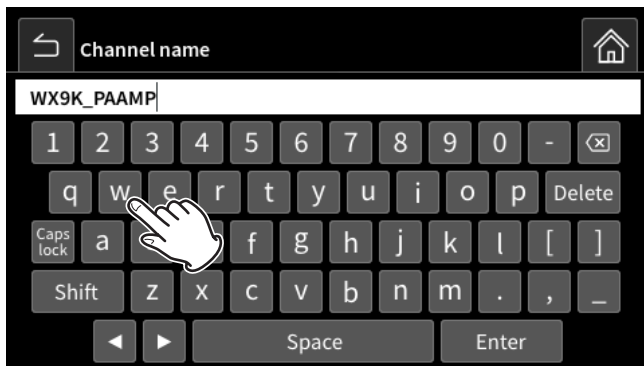 Channel name
WX9K_PAAMP
1 2 3 4 5 6 7 8 9 0 -
q w e r t y u i o p Delete
Caps lock a f g h j k l [ ]
Shift z x c v b n m . , _
Space Enter